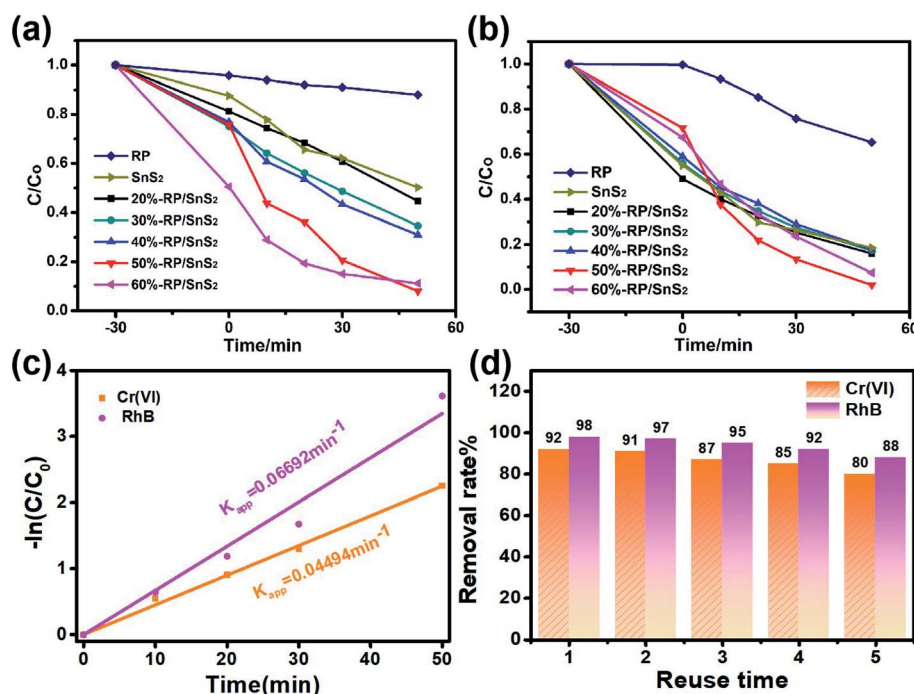 (a)
C/Co
1.0
0.8
0.6
0.4
0.2
0.0
RP
SnS₂
20%-RP/SnS₂
30%-RP/SnS₂
40%-RP/SnS₂
50%-RP/SnS₂
60%-RP/SnS₂
-30 0 30 60
Time/min
(b)
C/Co
1.0
0.8
0.6
0.4
0.2
0.0
RP
SnS₂
20%-RP/SnS₂
30%-RP/SnS₂
40%-RP/SnS₂
50%-RP/SnS₂
60%-RP/SnS₂
-30 0 30 60
Time/min
(c)
-ln(C/C₀)
4
3
2
1
0
Cr(VI)
RhB
Kapp=0.06692min⁻¹
Kapp=0.04494min⁻¹
0 10 20 30 40 50
Time(min)
(d)
Removal rate%
120
100
80
60
40
20
0
Cr(VI)
RhB
92 98 91 97 87 95 85 92 80 88
1 2 3 4 5
Reuse time